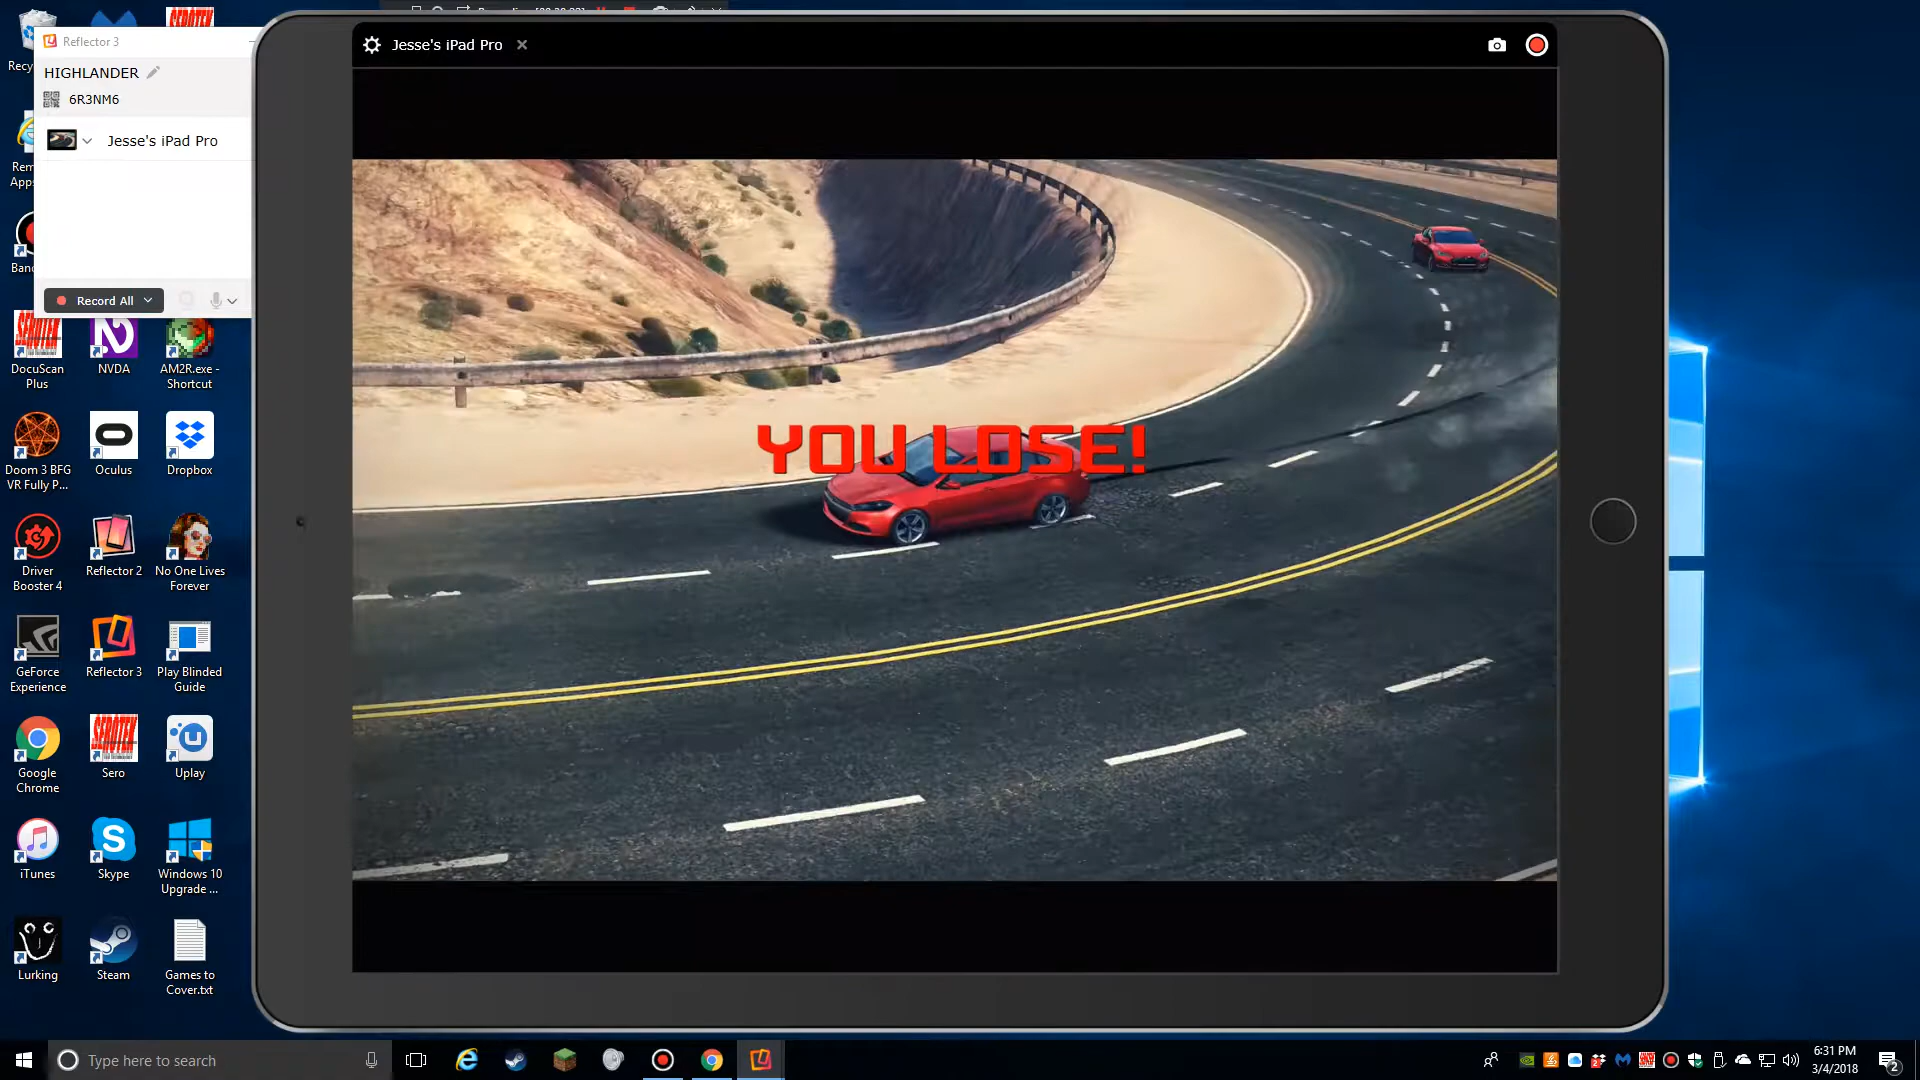 Reflector 3
HIGHLANDER
6R3NM6
Jesse's iPad Pro
Record All
Jesse's iPad Pro
YOU LOSE!
DocuScan Plus
NVDA
AM2R.exe - Shortcut
Doom 3 BFG VR Fully P...
Oculus
Dropbox
Driver Booster 4
Reflector 2
No One Lives Forever
GeForce Experience
Reflector 3
Play Blinded Guide
Google Chrome
SEROTEK
Sero
Uplay
iTunes
Skype
Windows 10 Upgrade ...
Lurking
Steam
Games to Cover.txt
Type here to search
6:31 PM
3/4/2018
2